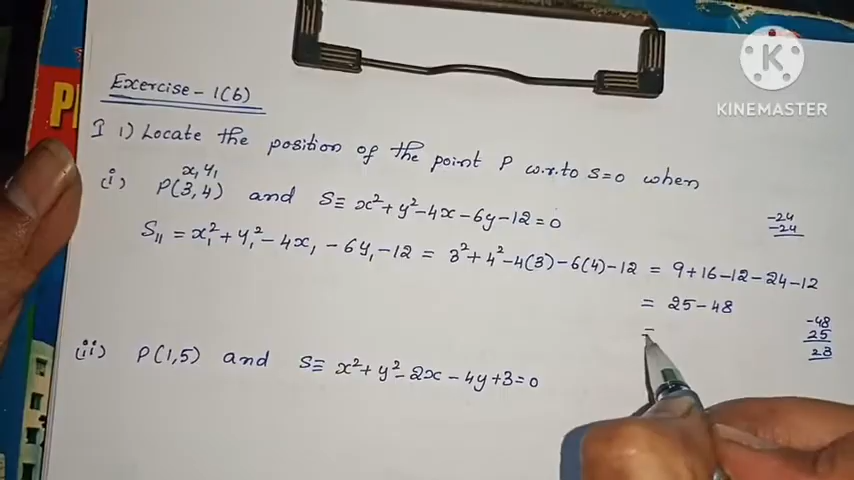 K
KINEMASTER
Exercise - 1(b)
I 1) Locate the position of the point P w.r.to S=0 when
x₁ y₁
(i) P(3,4) and S≡ x²+y²-4x-6y-12=0
S₁₁ = x₁²+y₁²-4x₁-6y₁-12 = 3²+4²-4(3)-6(4)-12 = 9+16-12-24-12
-24
-24
= 25-48
=
-48
25
23
(ii) P(1,5) and S≡ x²+y²-2x-4y+3=0